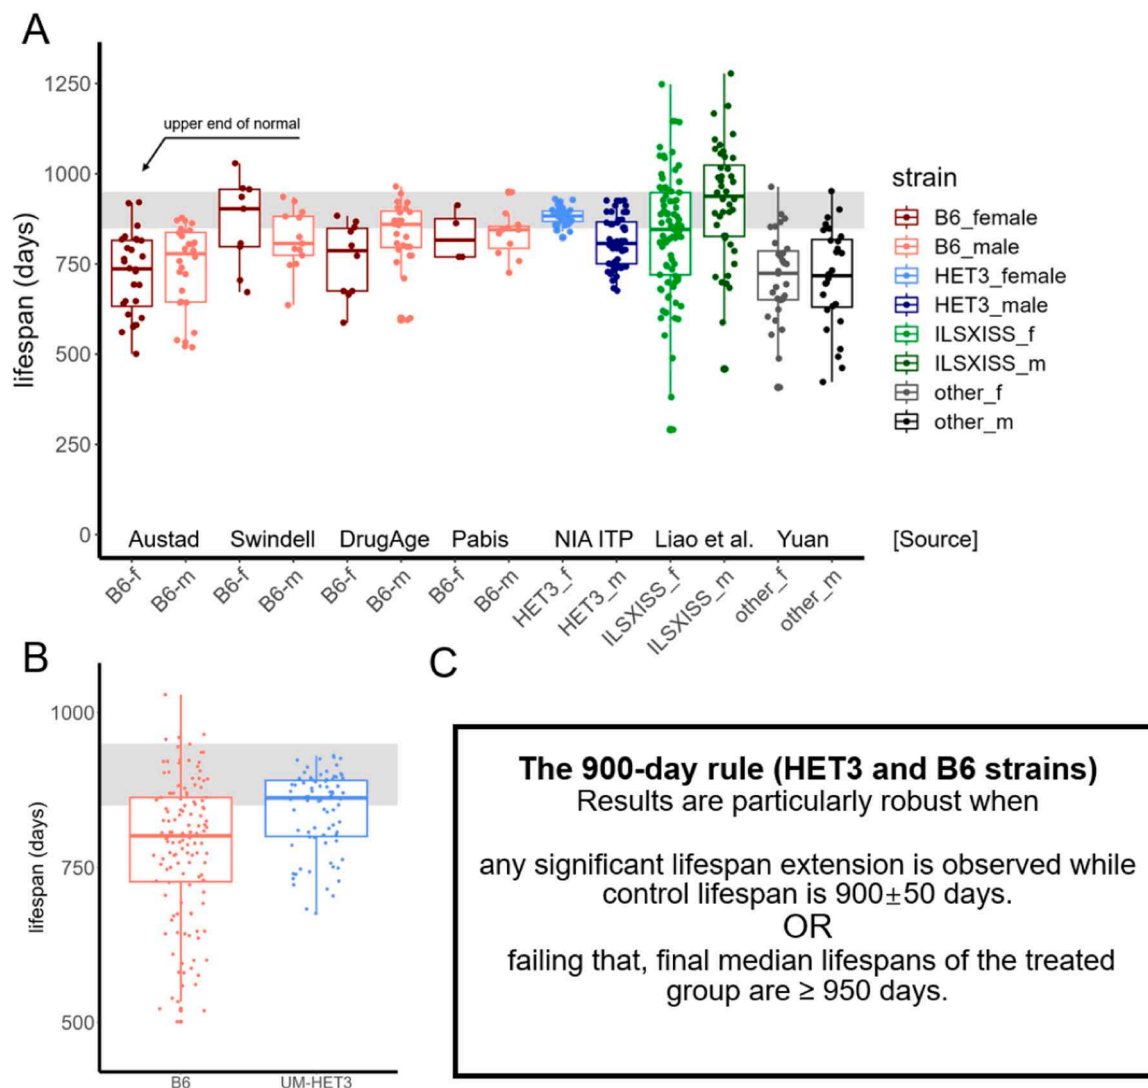 A
1250
1000
750
500
250
0
lifespan (days)
upper end of normal
Austad
Swindell
DrugAge
Pabis
NIA ITP
Liao et al.
Yuan
[Source]
B6-f
B6-m
B6-f
B6-m
B6-f
B6-m
B6-f
B6-m
HET3_f
HET3_m
ILSXISS_f
ILSXISS_m
other_f
other_m
strain
B6_female
B6_male
HET3_female
HET3_male
ILSXISS_f
ILSXISS_m
other_f
other_m
B
1000
750
500
lifespan (days)
B6
UM-HET3
C
The 900-day rule (HET3 and B6 strains)
Results are particularly robust when
any significant lifespan extension is observed while
control lifespan is 900±50 days.
OR
failing that, final median lifespans of the treated
group are ≥ 950 days.